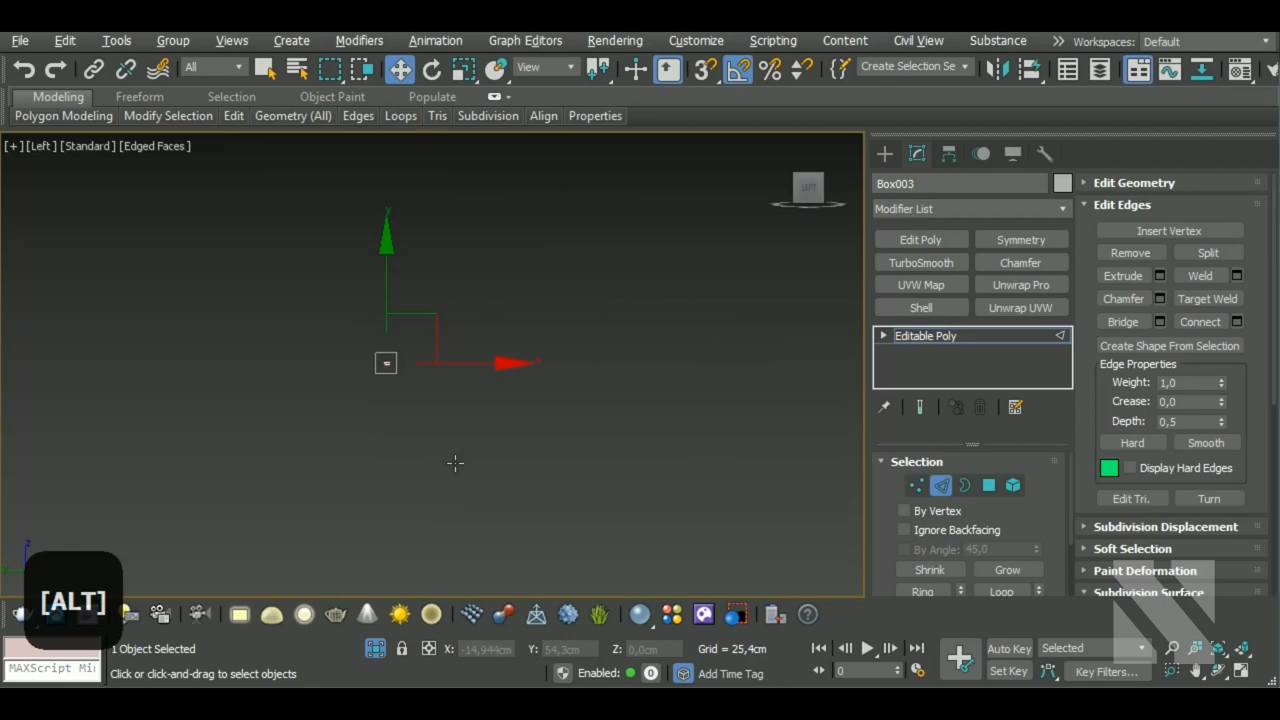 File Edit Tools Group Views Create Modifiers Animation Graph Editors Rendering Customize Scripting Content Civil View Substance Workspaces: Default
All View 3 Create Selection Se
Modeling Freeform Selection Object Paint Populate
Polygon Modeling Modify Selection Edit Geometry (All) Edges Loops Tris Subdivision Align Properties
[+] [Left] [Standard] [Edged Faces]
LEFT
y
x
z
y
[ALT]
Box003
Modifier List
Edit Poly Symmetry
TurboSmooth Chamfer
UVW Map Unwrap Pro
Shell Unwrap UVW
Editable Poly
Selection
By Vertex
Ignore Backfacing
By Angle: 45,0
Shrink Grow
Ring Loop
Edit Geometry
Edit Edges
Insert Vertex
Remove Split
Extrude Weld
Chamfer Target Weld
Bridge Connect
Create Shape From Selection
Edge Properties
Weight: 1,0
Crease: 0,0
Depth: 0,5
Hard Smooth
Display Hard Edges
Edit Tri. Turn
Subdivision Displacement
Soft Selection
Paint Deformation
Subdivision Surface
1 Object Selected X: -14,944cm Y: 54,3cm Z: 0,0cm Grid = 25,4cm Auto Key Selected
MAXScript Mi Click or click-and-drag to select objects Enabled: 0 Add Time Tag 0 Set Key Key Filters...